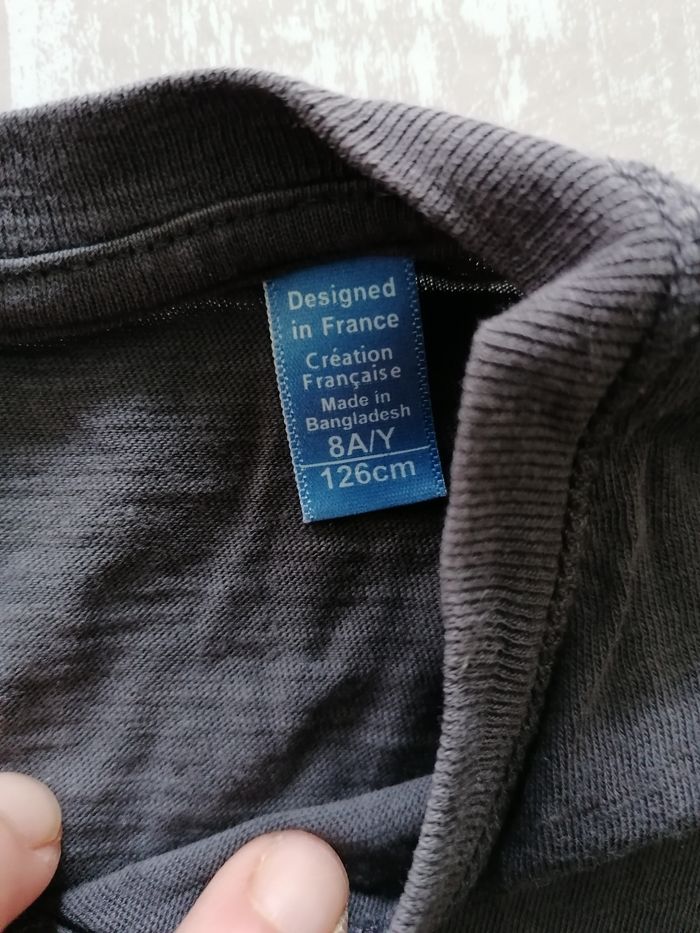 Designed
in France
Création
Française
Made in
Bangladesh
8A/Y
126cm